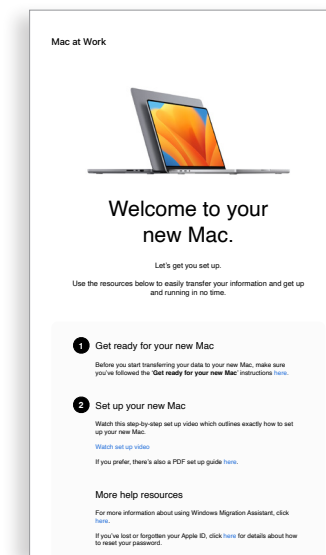 Mac at Work
Welcome to your
new Mac.
Let's get you set up.
Use the resources below to easily transfer your information and get up
and running in no time.
1 Get ready for your new Mac
Before you start transferring your data to your new Mac, make sure
you've followed the 'Get ready for your new Mac' instructions here.
2 Set up your new Mac
Watch this step-by-step set up video which outlines exactly how to set
up your new Mac.
Watch set up video
If you prefer, there's also a PDF set up guide here.
More help resources
For more information about using Windows Migration Assistant, click
here.
If you've lost or forgotten your Apple ID, click here for details about how
to reset your password.